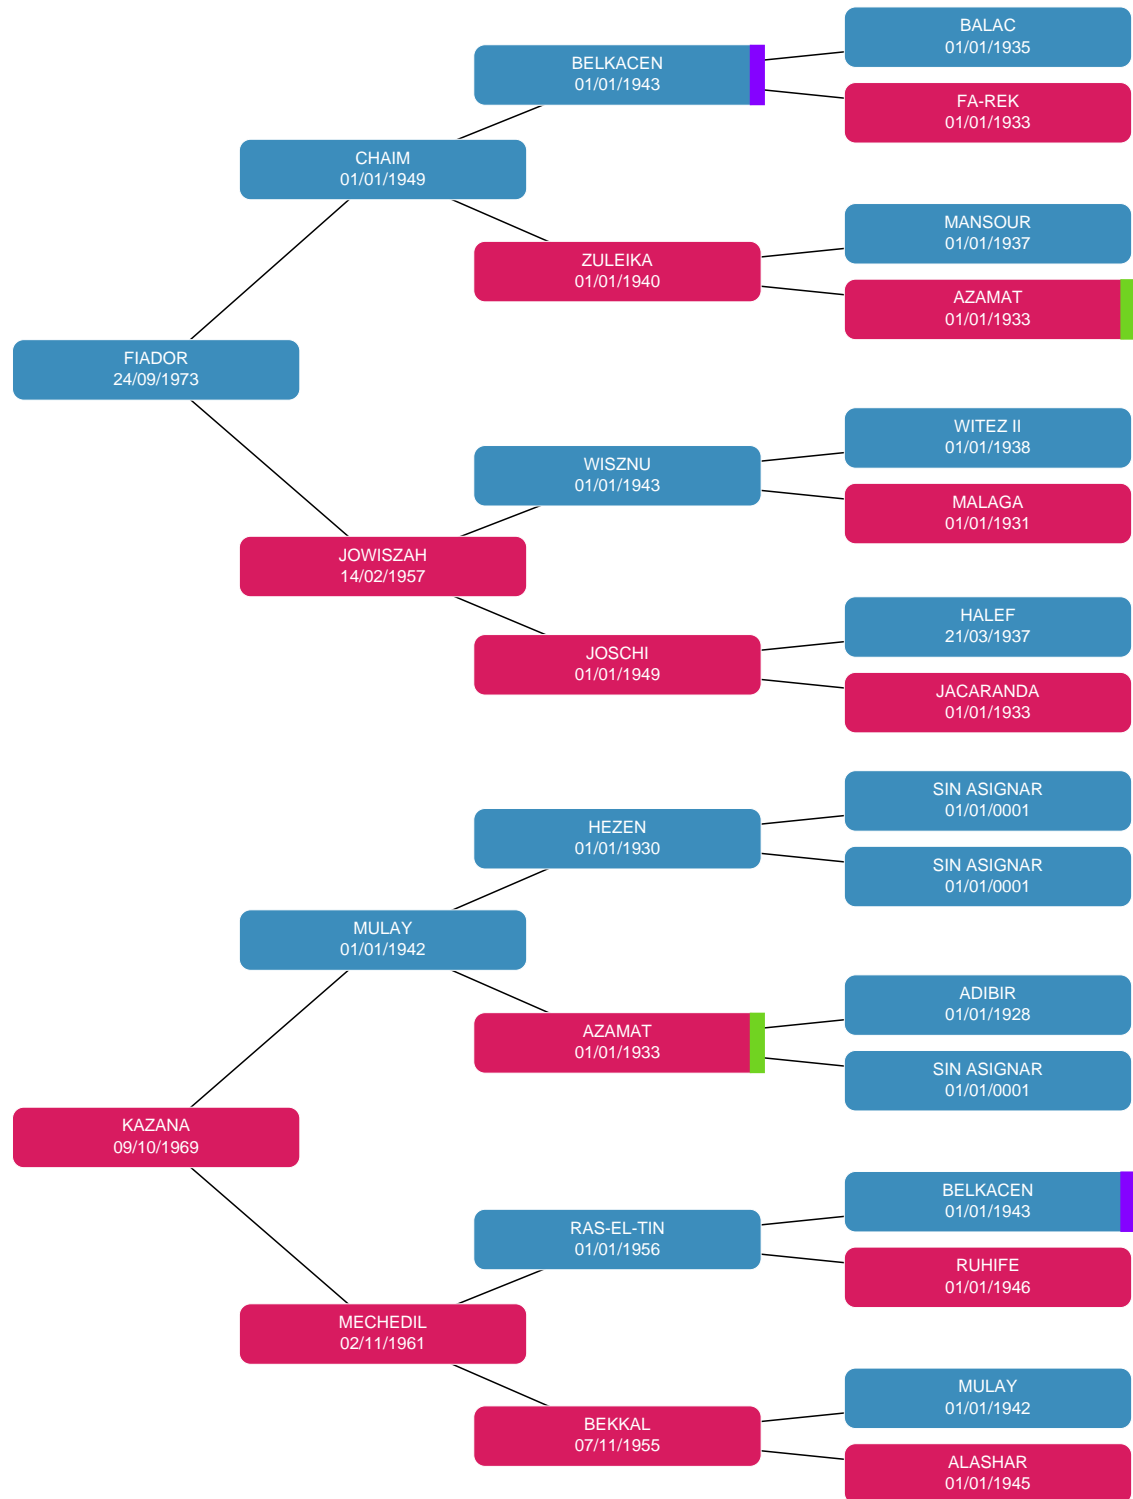 BALAC
01/01/1935
BELKACEN
01/01/1943
FA-REK
01/01/1933
CHAIM
01/01/1949
MANSOUR
01/01/1937
ZULEIKA
01/01/1940
AZAMAT
01/01/1933
FIADOR
24/09/1973
WITEZ II
01/01/1938
WISZNU
01/01/1943
MALAGA
01/01/1931
JOWISZAH
14/02/1957
HALEF
21/03/1937
JOSCHI
01/01/1949
JACARANDA
01/01/1933
SIN ASIGNAR
01/01/0001
HEZEN
01/01/1930
SIN ASIGNAR
01/01/0001
MULAY
01/01/1942
ADIBIR
01/01/1928
AZAMAT
01/01/1933
SIN ASIGNAR
01/01/0001
KAZANA
09/10/1969
BELKACEN
01/01/1943
RAS-EL-TIN
01/01/1956
RUHIFE
01/01/1946
MECHEDIL
02/11/1961
MULAY
01/01/1942
BEKKAL
07/11/1955
ALASHAR
01/01/1945